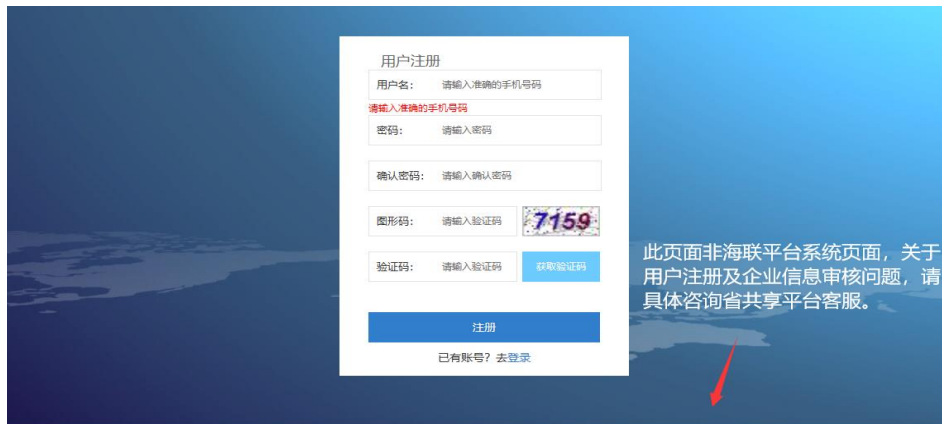 用户注册
用户名： 请输入准确的手机号码
请输入准确的手机号码
密码： 请输入密码
确认密码： 请输入确认密码
图形码： 请输入验证码 7159
验证码： 请输入验证码 获取验证码
注册
已有账号？去登录
此页面非海联平台系统页面，关于
用户注册及企业信息审核问题，请
具体咨询省共享平台客服。